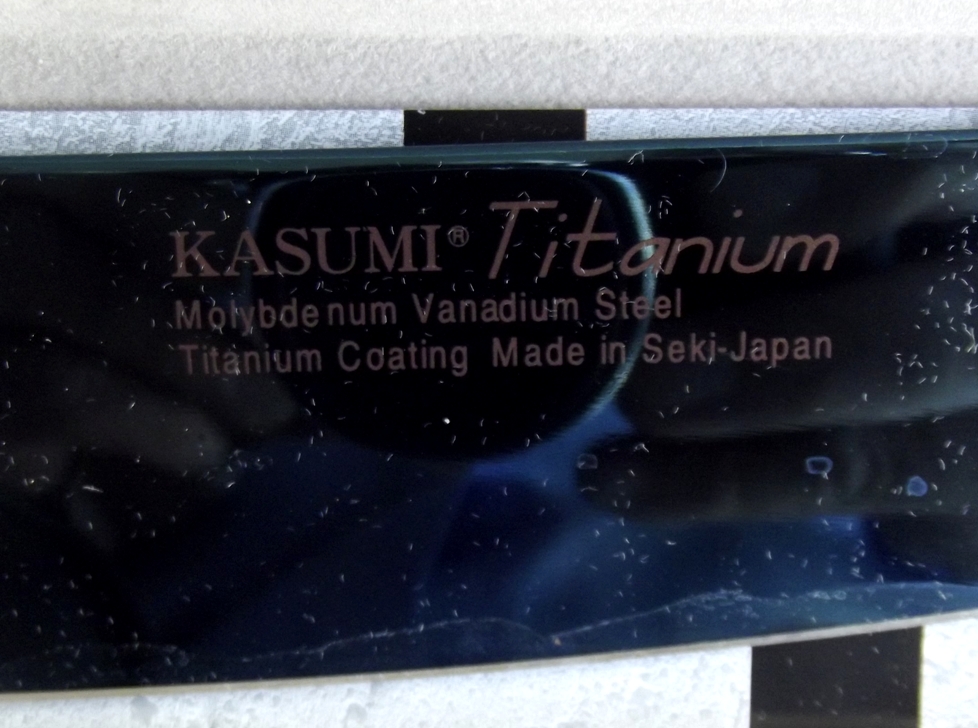 KASUMI® Titanium
Molybdenum Vanadium Steel
Titanium Coating Made in Seki-Japan